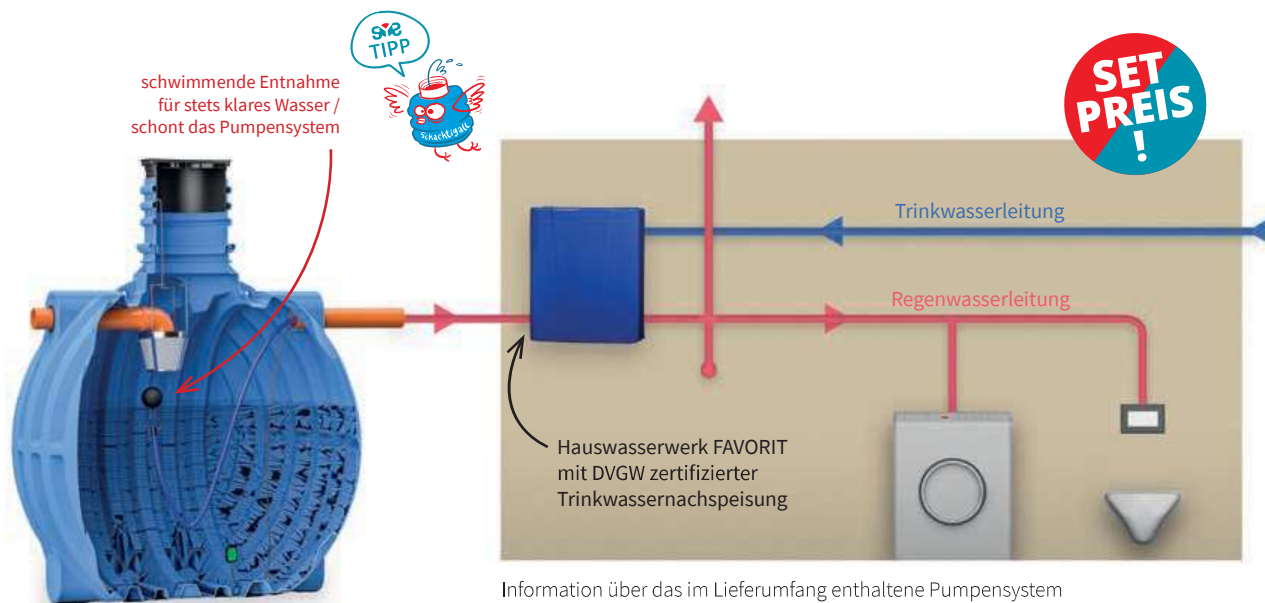 SVS
TIPP
schwimmende Entnahme
für stets klares Wasser /
schont das Pumpensystem
Schachtigall
SET
PREIS
!
Trinkwasserleitung
Regenwasserleitung
Hauswasserwerk FAVORIT
mit DVGW zertifizierter
Trinkwassernachspeisung
Information über das im Lieferumfang enthaltene Pumpensystem